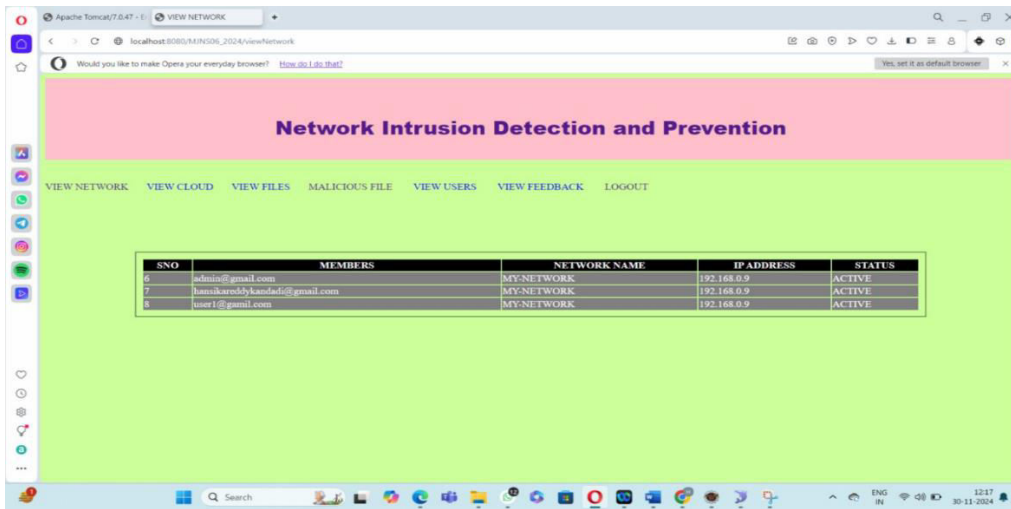 Apache Tomcat/7.0.47 - E
VIEW NETWORK
localhost:8080/MJNS06_2024/viewNetwork
Would you like to make Opera your everyday browser? How do I do that?
Yes, set it as default browser
Network Intrusion Detection and Prevention
VIEW NETWORK VIEW CLOUD VIEW FILES MALICIOUS FILE VIEW USERS VIEW FEEDBACK LOGOUT
SNO MEMBERS NETWORK NAME IP ADDRESS STATUS
6 admin@gmail.com MY-NETWORK 192.168.0.9 ACTIVE
7 hansikareddykandadi@gmail.com MY-NETWORK 192.168.0.9 ACTIVE
8 user1@gamil.com MY-NETWORK 192.168.0.9 ACTIVE
Search
ENG
IN
12:17
30-11-2024